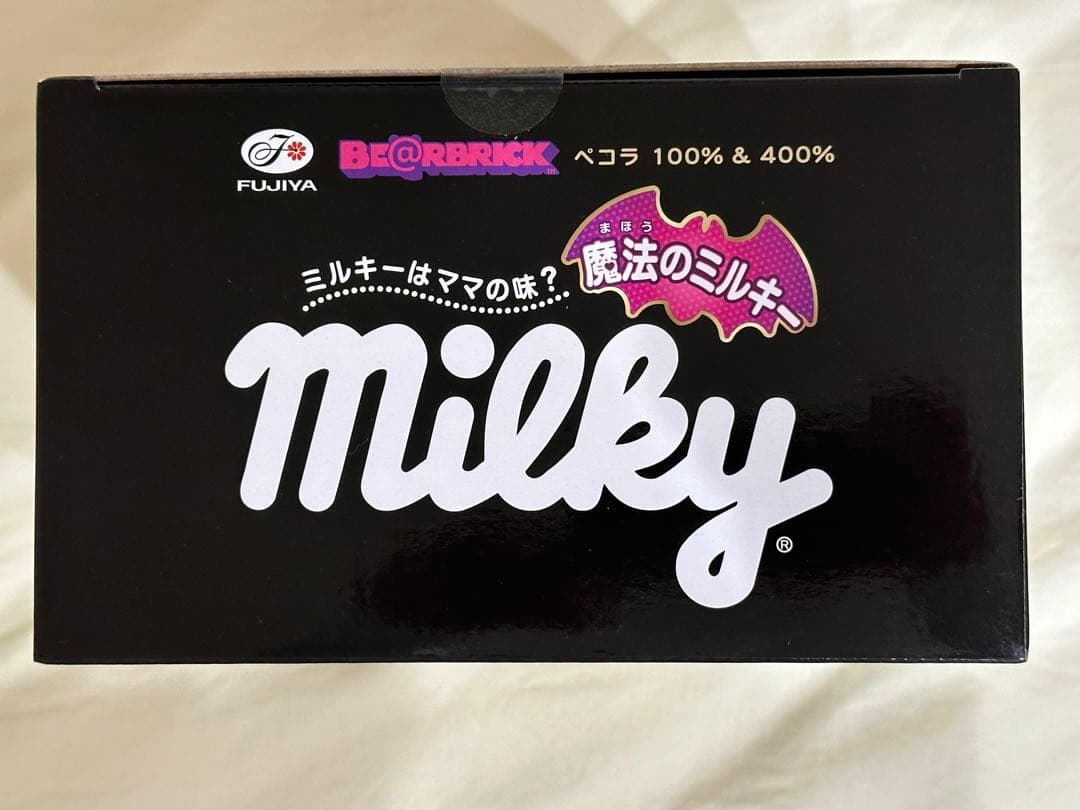 FUJIYA
BE@RBRICK TM ペコラ 100% & 400%
まほう
魔法のミルキー
ミルキーはママの味?
milky®